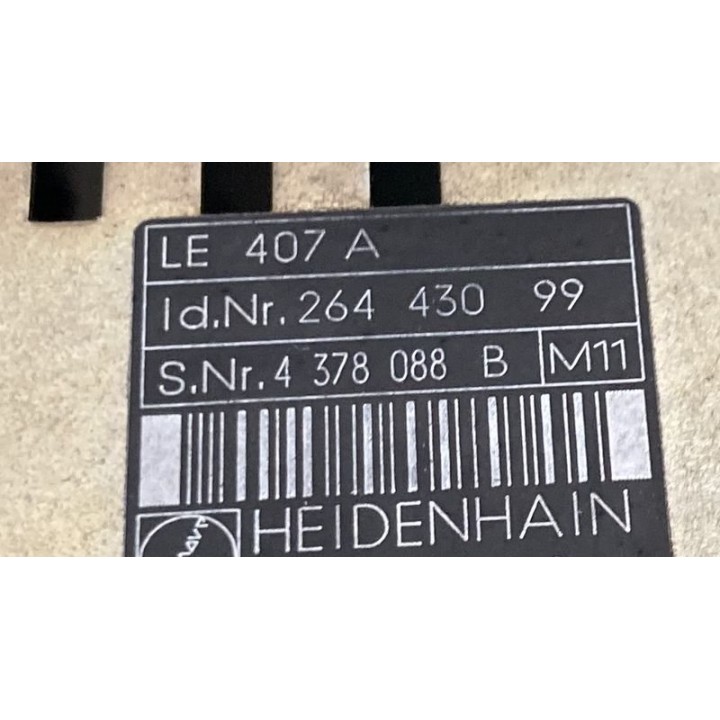 LE 407 A
Id.Nr. 264 430 99
S.Nr. 4 378 088 B M11
HEIDENHAIN